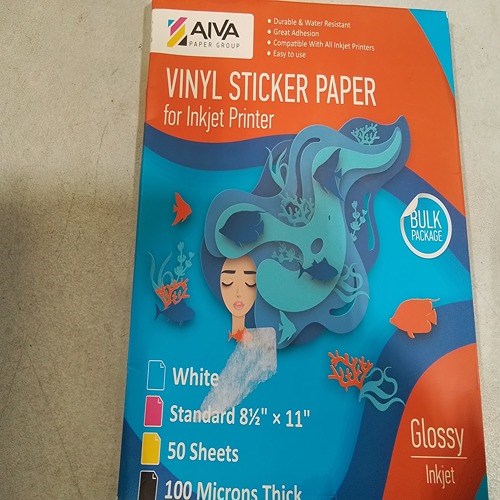 AIVA
PAPER GROUP
• Durable & Water Resistant
• Great Adhesion
• Compatible With All Inkjet Printers
• Easy to use
VINYL STICKER PAPER
for Inkjet Printer
BULK
PACKAGE
White
Standard 8½" × 11"
50 Sheets
100 Microns Thick
Glossy
Inkjet